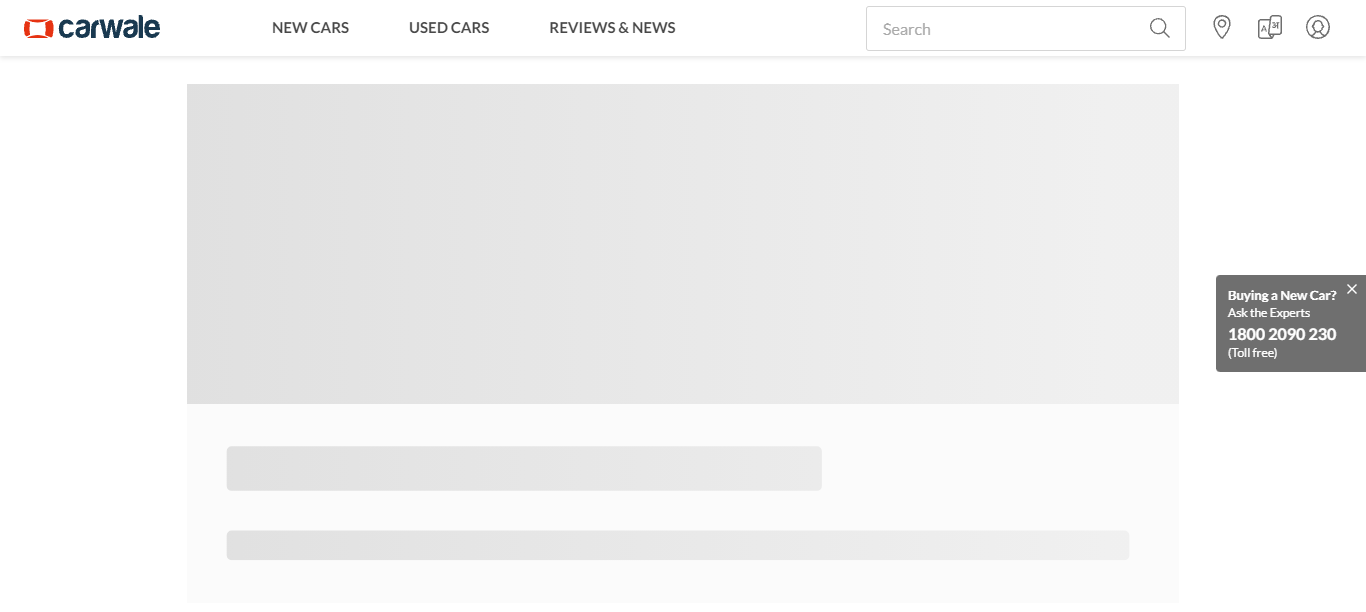 carwale
NEW CARS
USED CARS
REVIEWS & NEWS
Search
A अ
Buying a New Car?
Ask the Experts
1800 2090 230
(Toll free)